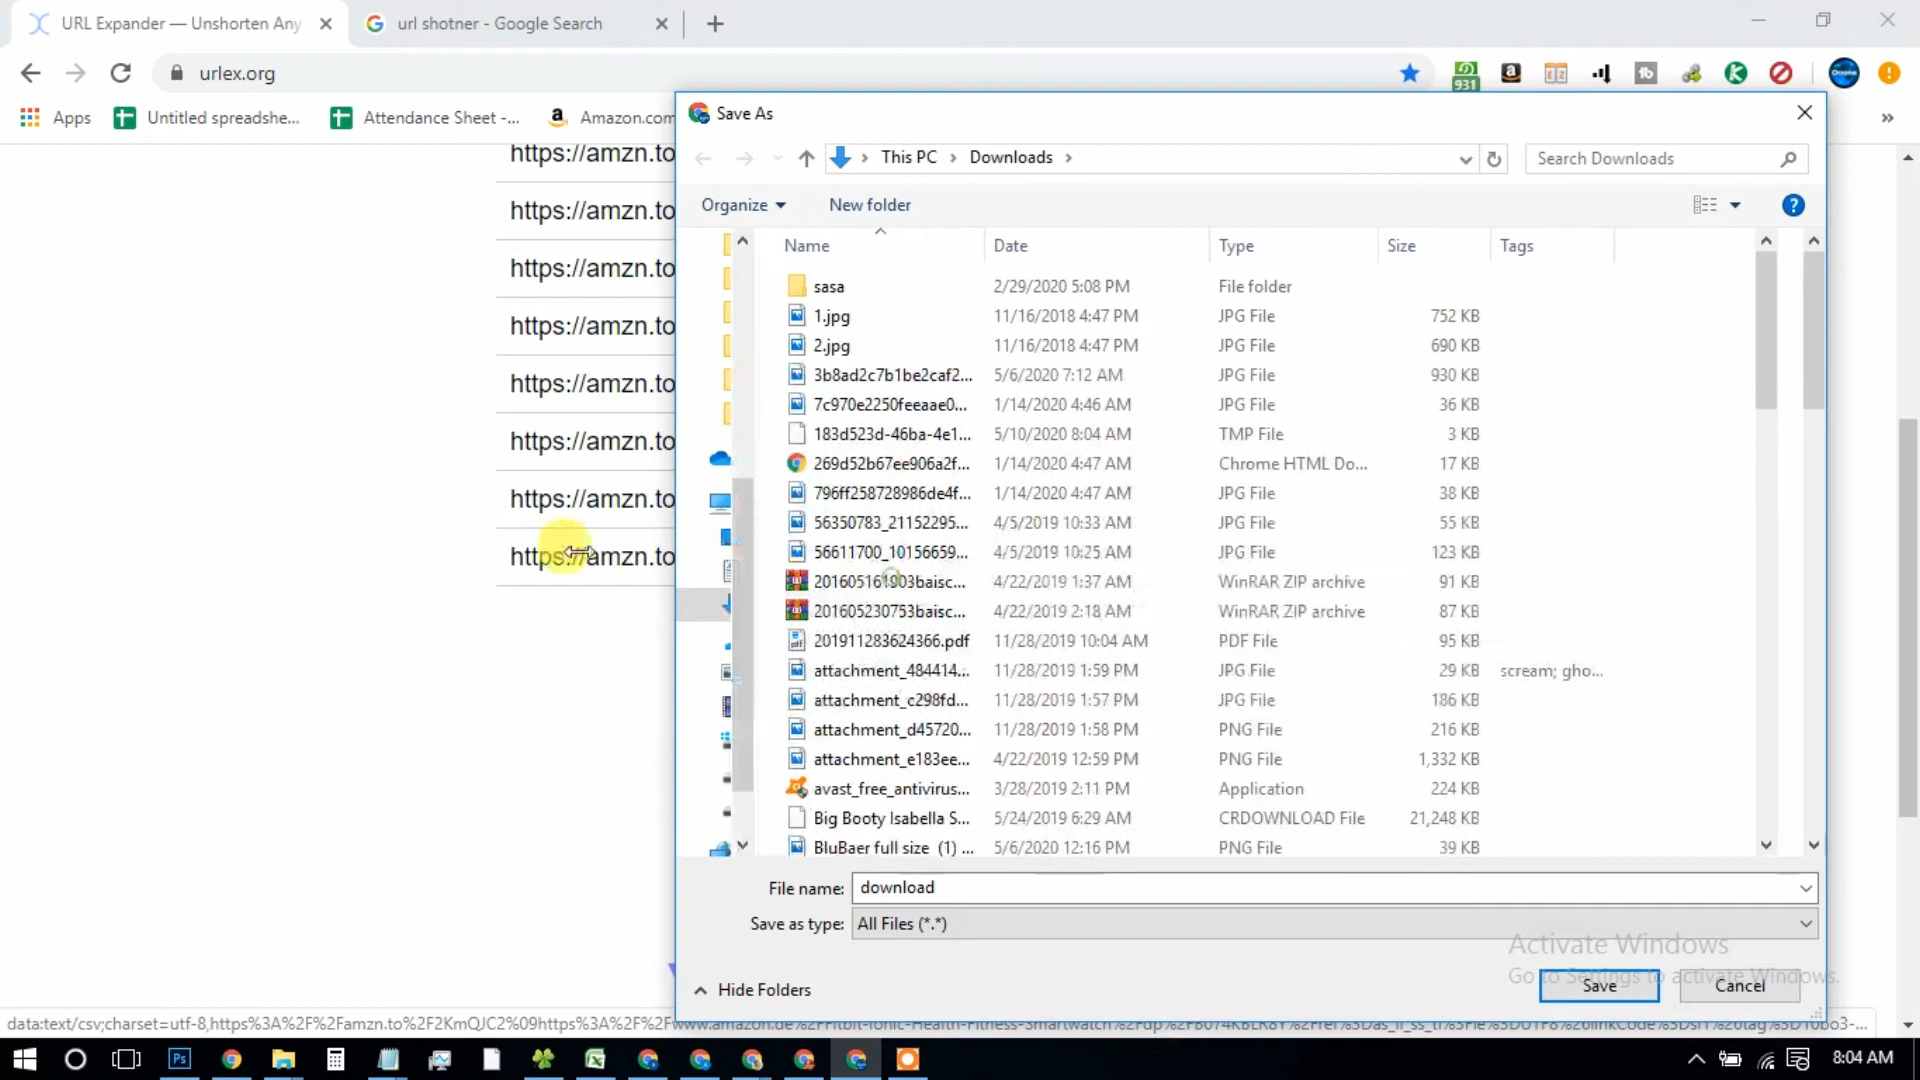 URL Expander — Unshorten Any
url shotner - Google Search
urlex.org
931
Apps
Untitled spreadshe...
Attendance Sheet -...
Amazon.com
https://amzn.to
https://amzn.to
https://amzn.to
https://amzn.to
https://amzn.to
https://amzn.to
https://amzn.to
https://amzn.to
Save As
This PC
Downloads
Search Downloads
Organize
New folder
Name Date Type Size Tags
sasa 2/29/2020 5:08 PM File folder
1.jpg 11/16/2018 4:47 PM JPG File 752 KB
2.jpg 11/16/2018 4:47 PM JPG File 690 KB
3b8ad2c7b1be2caf2... 5/6/2020 7:12 AM JPG File 930 KB
7c970e2250feeaae0... 1/14/2020 4:46 AM JPG File 36 KB
183d523d-46ba-4e1... 5/10/2020 8:04 AM TMP File 3 KB
269d52b67ee906a2f... 1/14/2020 4:47 AM Chrome HTML Do... 17 KB
796ff258728986de4f... 1/14/2020 4:47 AM JPG File 38 KB
56350783_21152295... 4/5/2019 10:33 AM JPG File 55 KB
56611700_10156659... 4/5/2019 10:25 AM JPG File 123 KB
201605161903baisc... 4/22/2019 1:37 AM WinRAR ZIP archive 91 KB
201605230753baisc... 4/22/2019 2:18 AM WinRAR ZIP archive 87 KB
201911283624366.pdf 11/28/2019 10:04 AM PDF File 95 KB
attachment_484414... 11/28/2019 1:59 PM JPG File 29 KB scream; gho...
attachment_c298fd... 11/28/2019 1:57 PM JPG File 186 KB
attachment_d45720... 11/28/2019 1:58 PM PNG File 216 KB
attachment_e183ee... 4/22/2019 12:59 PM PNG File 1,332 KB
avast_free_antivirus... 3/28/2019 2:11 PM Application 224 KB
Big Booty Isabella S... 5/24/2019 6:29 AM CRDOWNLOAD File 21,248 KB
BluBaer full size (1) ... 5/6/2020 12:16 PM PNG File 39 KB
File name: download
Save as type: All Files (*.*)
Activate Windows
Go to Settings to activate Windows.
Hide Folders
Save
Cancel
8:04 AM